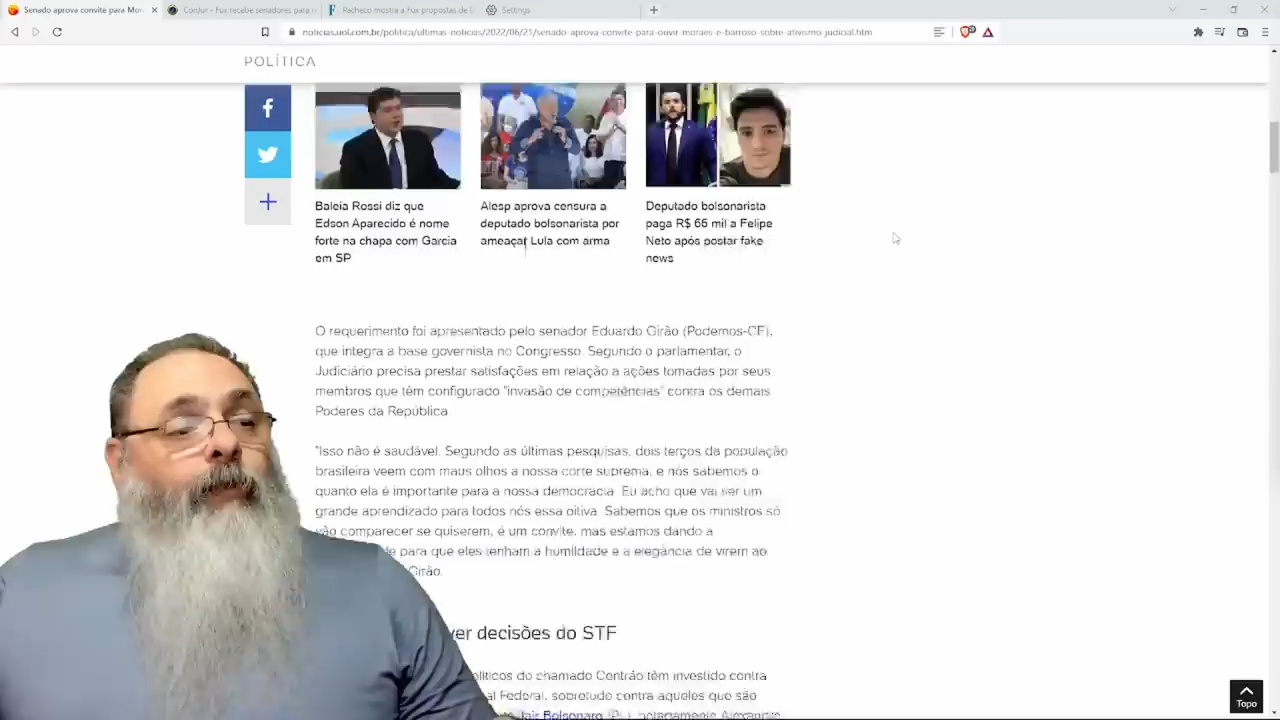 Senado aprova convite para Mor
Conjur - Fux recebe senadores para
Pacheco mostra a Fux propostas de
Settings
noticias.uol.com.br/politica/ultimas-noticias/2022/06/21/senado-aprova-convite-para-ouvir-moraes-e-barroso-sobre-ativismo-judicial.htm
POLÍTICA
Baleia Rossi diz que
Edson Aparecido é nome
forte na chapa com Garcia
em SP
Alesp aprova censura a
deputado bolsonarista por
ameaçar Lula com arma
Deputado bolsonarista
paga R$ 66 mil a Felipe
Neto após postar fake
news
O requerimento foi apresentado pelo senador Eduardo Girão (Podemos-CE),
que integra a base governista no Congresso. Segundo o parlamentar, o
Judiciário precisa prestar satisfações em relação a ações tomadas por seus
membros que têm configurado "invasão de competências" contra os demais
Poderes da República.
"Isso não é saudável. Segundo as últimas pesquisas, dois terços da população
brasileira veem com maus olhos a nossa corte suprema, e nós sabemos o
quanto ela é importante para a nossa democracia. Eu acho que vai ser um
grande aprendizado para todos nós essa oitiva. Sabemos que os ministros só
vão comparecer se quiserem, é um convite, mas estamos dando a
de para que eles tenham a humildade e a elegância de virem ao
Girão.
ver decisões do STF
olíticos do chamado Centrão têm investido contra
al Federal, sobretudo contra aqueles que são
Jair Bolsonaro (PL), notadamente Alexandre
Topo